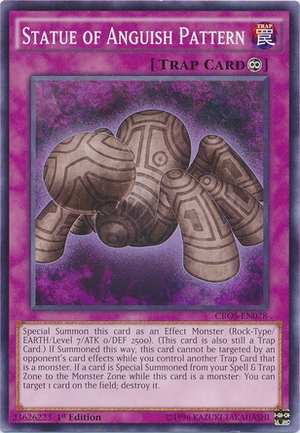 STATUE OF ANGUISH PATTERN
TRAP
罠
[TRAP CARD∞]
CROS-EN078
Special Summon this card as an Effect Monster (Rock-Type/
EARTH/Level 7/ATK 0/DEF 2500). (This card is also still a Trap
Card.) If Summoned this way, this card cannot be targeted by an
opponent's card effects while you control another Trap Card that
is a monster. If a card is Special Summoned from your Spell & Trap
Zone to the Monster Zone while this card is a monster: You can
target 1 card on the field; destroy it.
23626223 1st Edition ©1996 KAZUKI TAKAHASHI